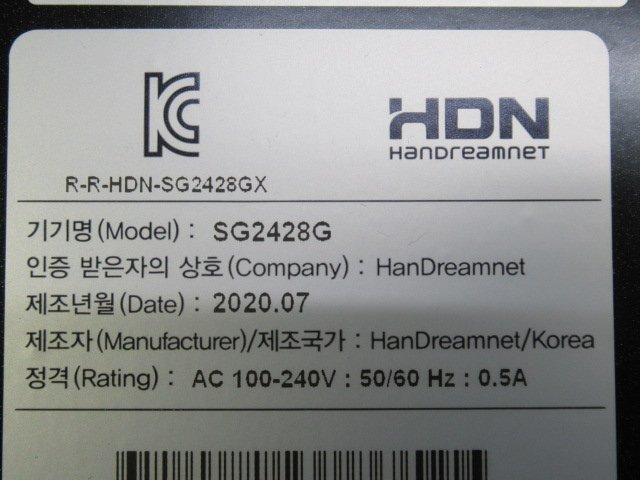 KC
HDN
HanDreamnet
R-R-HDN-SG2428GX
기기명(Model) : SG2428G
인증 받은자의 상호(Company) : HanDreamnet
제조년월(Date) : 2020.07
제조자(Manufacturer)/제조국가 : HanDreamnet/Korea
정격(Rating) : AC 100-240V : 50/60 Hz : 0.5A